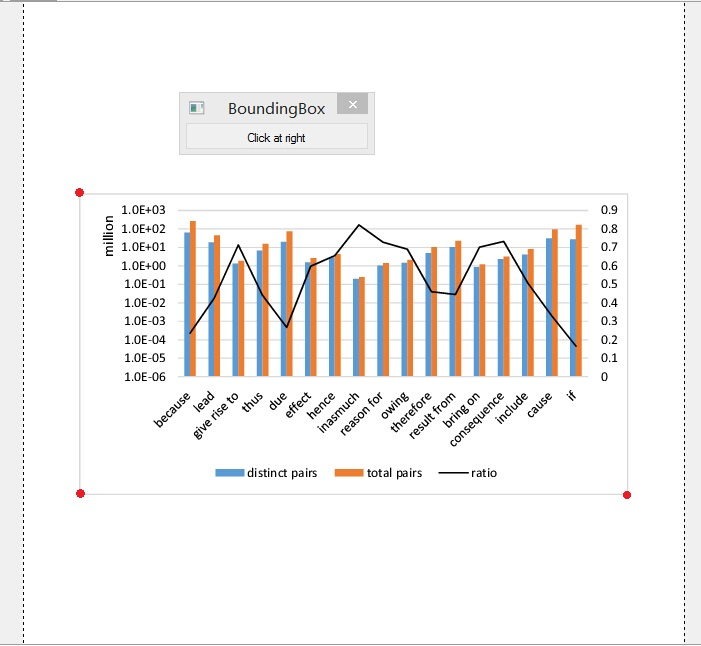 BoundingBox
Click at right
million
1.0E+03
1.0E+02
1.0E+01
1.0E+00
1.0E-01
1.0E-02
1.0E-03
1.0E-04
1.0E-05
1.0E-06
0.9
0.8
0.7
0.6
0.5
0.4
0.3
0.2
0.1
0
because
lead
give rise to
thus
due
effect
hence
inasmuch
reason for
owing
therefore
result from
bring on
consequence
include
cause
if
distinct pairs
total pairs
ratio